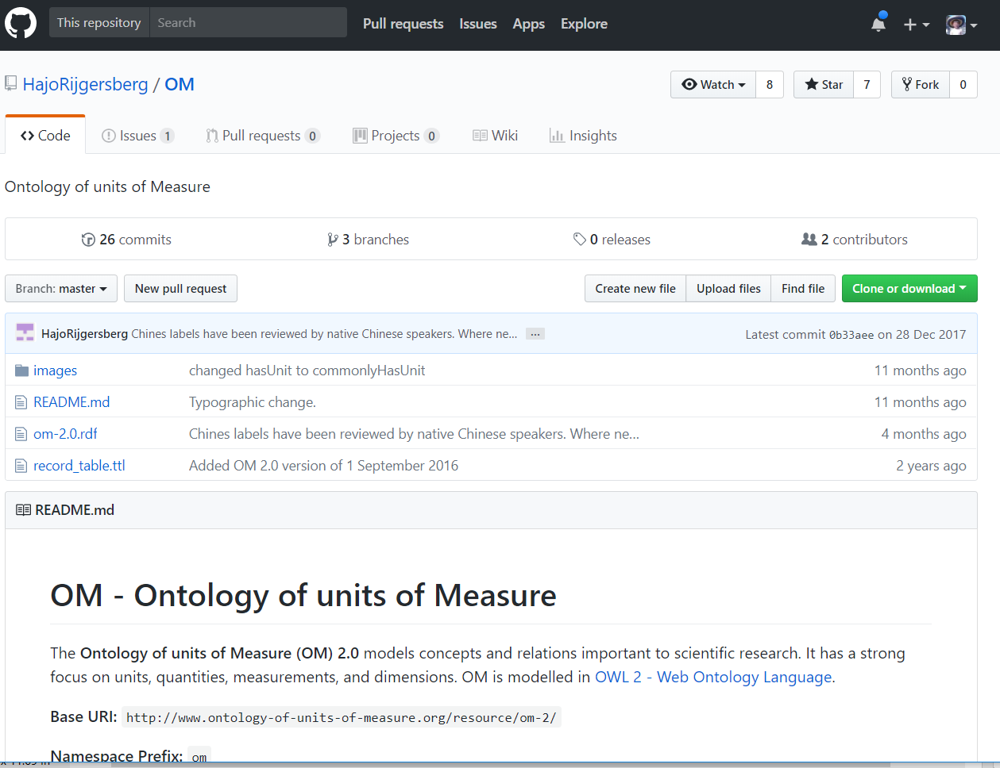 This repository Search Pull requests Issues Apps Explore
HajoRijgersberg / OM Watch 8 Star 7 Fork 0
Code Issues 1 Pull requests 0 Projects 0 Wiki Insights
Ontology of units of Measure
26 commits 3 branches 0 releases 2 contributors
Branch: master New pull request Create new file Upload files Find file Clone or download
HajoRijgersberg Chines labels have been reviewed by native Chinese speakers. Where ne... ... Latest commit 0b33aee on 28 Dec 2017
images changed hasUnit to commonlyHasUnit 11 months ago
README.md Typographic change. 11 months ago
om-2.0.rdf Chines labels have been reviewed by native Chinese speakers. Where ne... 4 months ago
record_table.ttl Added OM 2.0 version of 1 September 2016 2 years ago
README.md
OM - Ontology of units of Measure
The Ontology of units of Measure (OM) 2.0 models concepts and relations important to scientific research. It has a strong
focus on units, quantities, measurements, and dimensions. OM is modelled in OWL 2 - Web Ontology Language.
Base URI: http://www.ontology-of-units-of-measure.org/resource/om-2/
Namespace Prefix: om